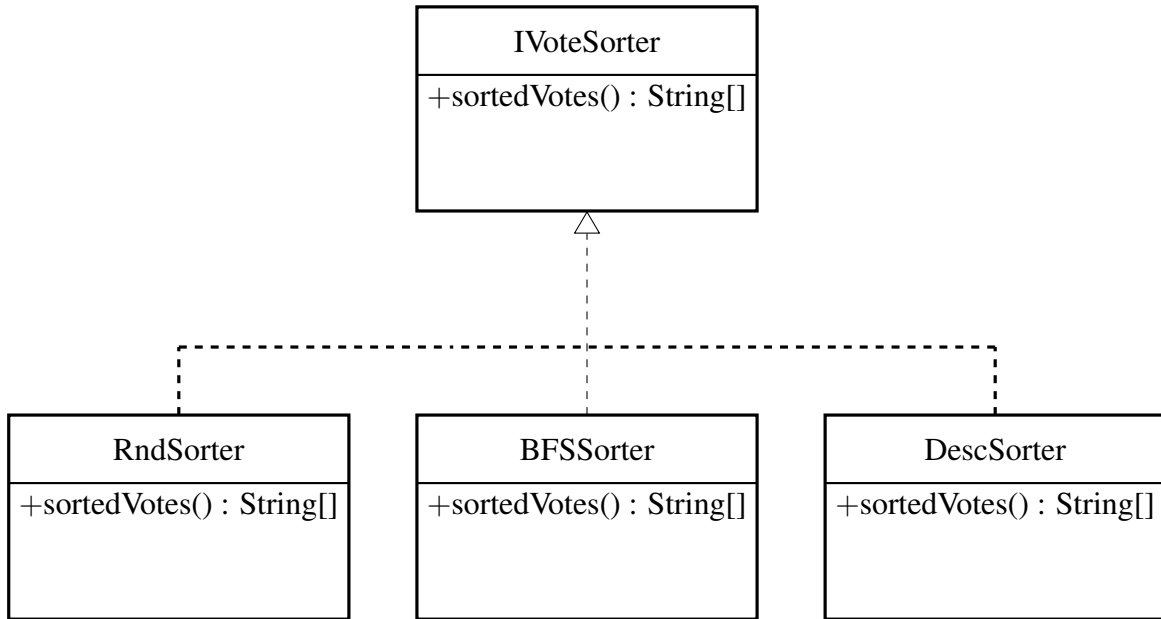 IVoteSorter
+sortedVotes() : String[]
RndSorter
+sortedVotes() : String[]
BFSSorter
+sortedVotes() : String[]
DescSorter
+sortedVotes() : String[]